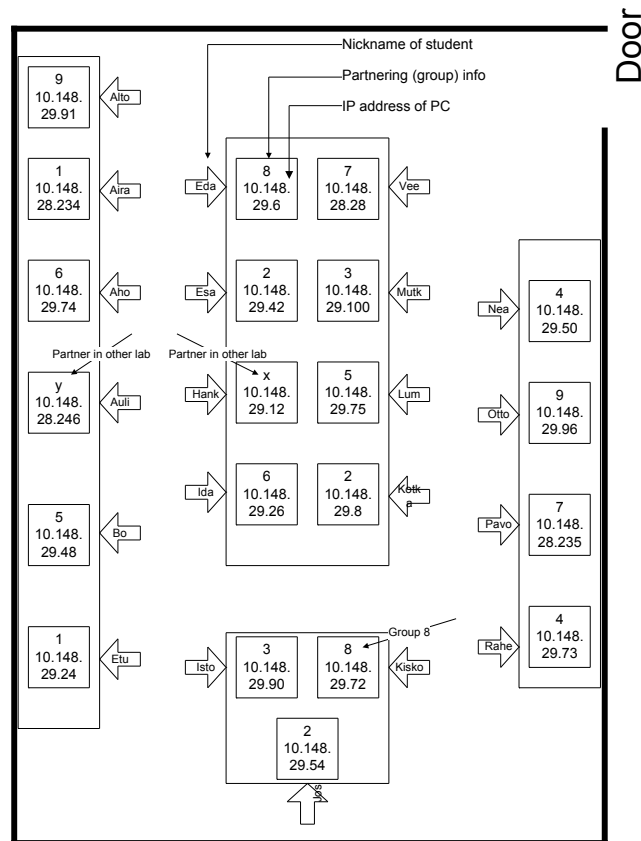 Door
Nickname of student
Partnering (group) info
IP address of PC
9
10.148.
29.91
Alto
1
10.148.
28.234
Aira
6
10.148.
29.74
Aho
Partner in other lab
y
10.148.
28.246
Auli
5
10.148.
29.48
Bo
1
10.148.
29.24
Etu
Eda
8
10.148.
29.6
7
10.148.
28.28
Vee
Esa
2
10.148.
29.42
3
10.148.
29.100
Mutk
Partner in other lab
Hank
x
10.148.
29.12
5
10.148.
29.75
Lum
Ida
6
10.148.
29.26
2
10.148.
29.8
Kotk
a
Group 8
Isto
3
10.148.
29.90
8
10.148.
29.72
Kisko
2
10.148.
29.54
Jos
Nea
4
10.148.
29.50
Otto
9
10.148.
29.96
Pavo
7
10.148.
28.235
Rahe
4
10.148.
29.73